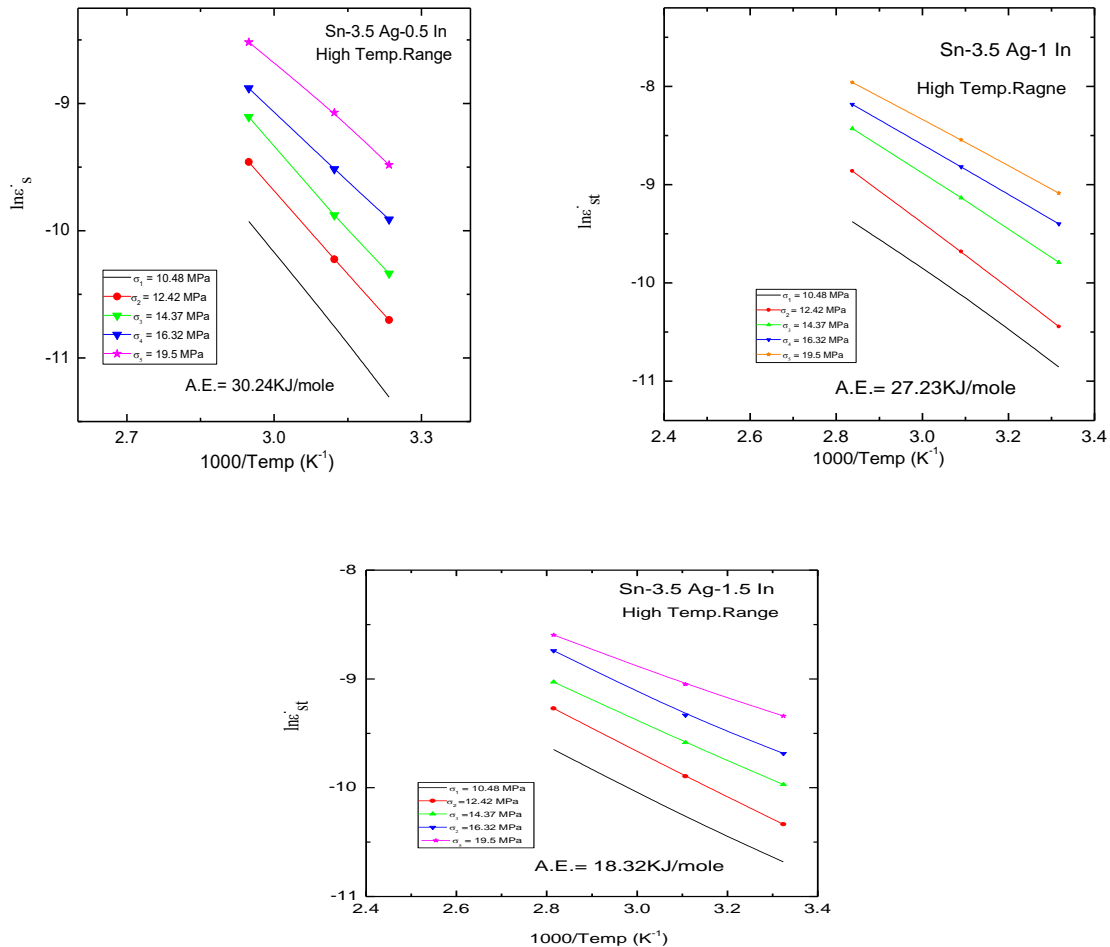 Sn-3.5 Ag-0.5 In
High Temp.Range
-9
-10
-11
lnε˙s
σ1 = 10.48 MPa
σ2 = 12.42 MPa
σ3 = 14.37 MPa
σ4 = 16.32 MPa
σ5 = 19.5 MPa
A.E.= 30.24KJ/mole
2.7 3.0 3.3
1000/Temp (K-1)
Sn-3.5 Ag-1 In
High Temp.Ragne
-8
-9
-10
-11
lnε˙st
σ1 = 10.48 MPa
σ2 = 12.42 MPa
σ3 = 14.37 MPa
σ4 = 16.32 MPa
σ5 = 19.5 MPa
A.E.= 27.23KJ/mole
2.4 2.6 2.8 3.0 3.2 3.4
1000/Temp (K-1)
Sn-3.5 Ag-1.5 In
High Temp.Range
-8
-9
-10
-11
lnε˙st
σ1 = 10.48 MPa
σ2 =12.42 MPa
σ3 =14.37 MPa
=16.32 MPa
= 19.5 MPa
A.E.= 18.32KJ/mole
2.4 2.6 2.8 3.0 3.2 3.4
1000/Temp (K-1)